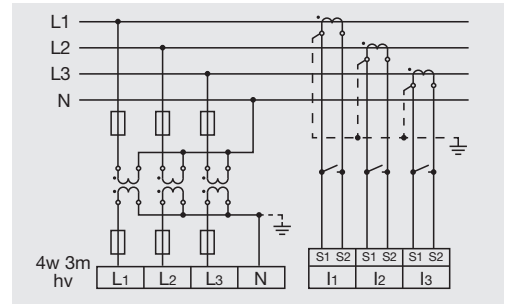 L1
L2
L3
N
4w 3m
hv
L1 L2 L3 N
S1 S2 S1 S2 S1 S2
I1 I2 I3